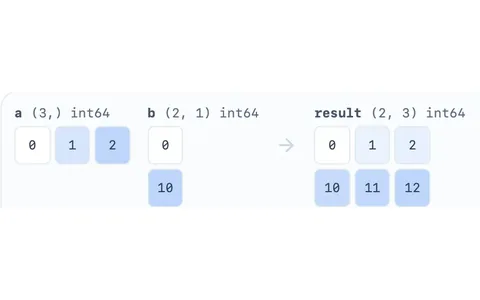 a (3,) int64 b (2, 1) int64 result (2, 3) int64
0 1 2 0 → 0 1 2
10 10 11 12